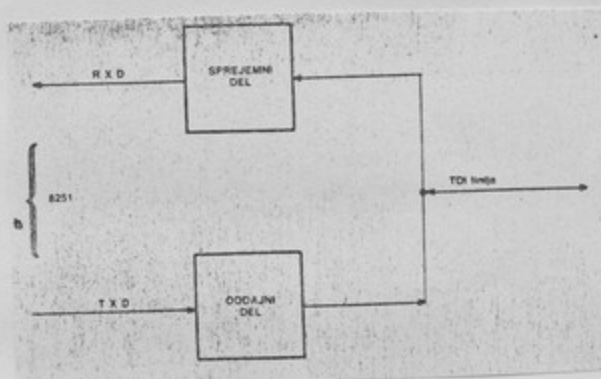 R X D
SPREJEMNI
DEL
8251
TDI linija
T X D
ODDAJNI
DEL